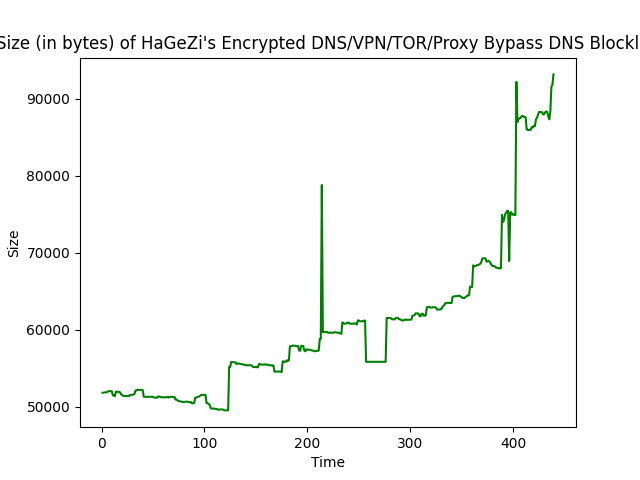 Size (in bytes) of HaGeZi's Encrypted DNS/VPN/TOR/Proxy Bypass DNS Blockl
90000
80000
70000
60000
50000
Size
0 100 200 300 400
Time